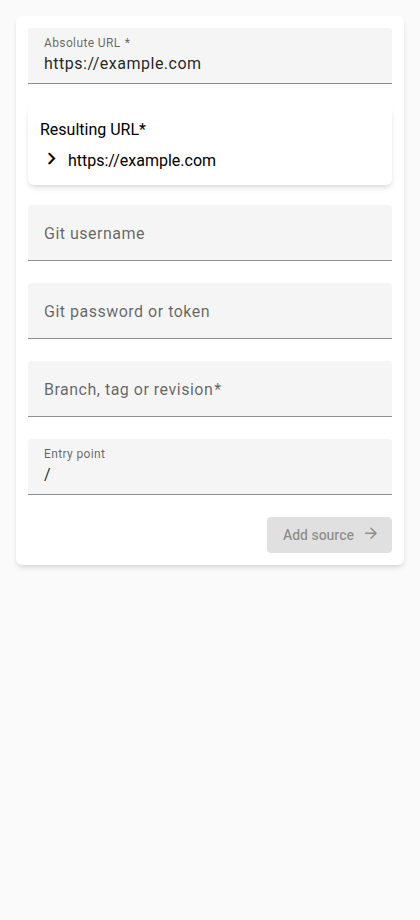 Absolute URL *
https://example.com
Resulting URL*
https://example.com
Git username
Git password or token
Branch, tag or revision*
Entry point
/
Add source